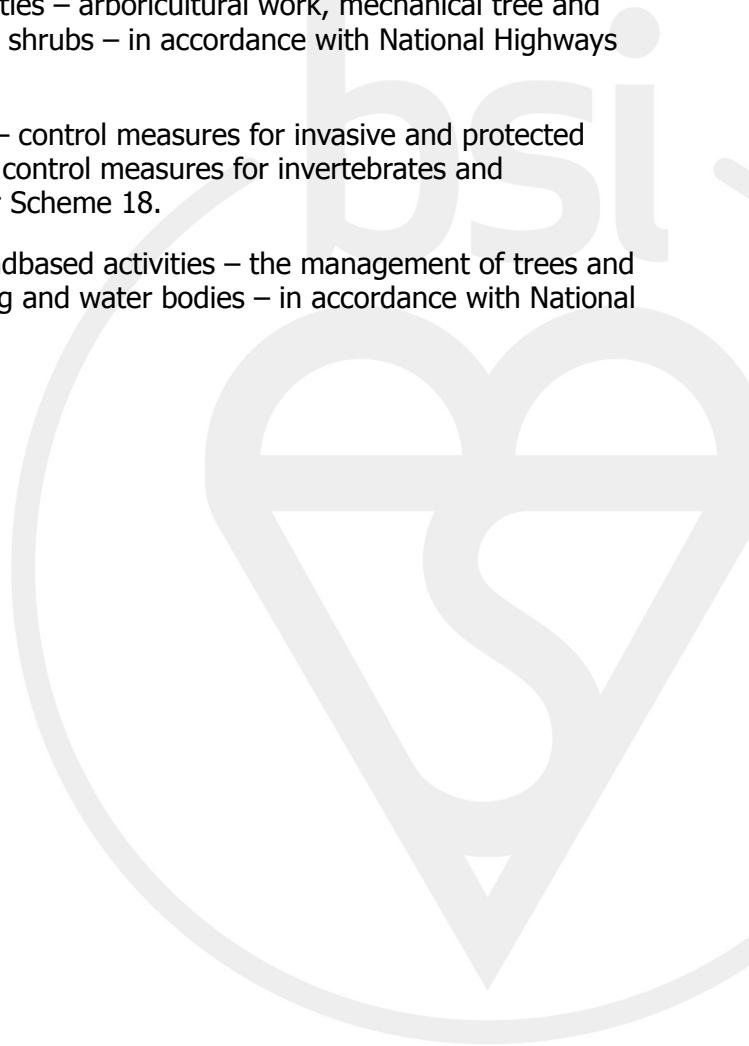 ties – arboricultural work, mechanical tree and
shrubs – in accordance with National Highways
– control measures for invasive and protected
control measures for invertebrates and
Scheme 18.
dbased activities – the management of trees and
g and water bodies – in accordance with National
bsi